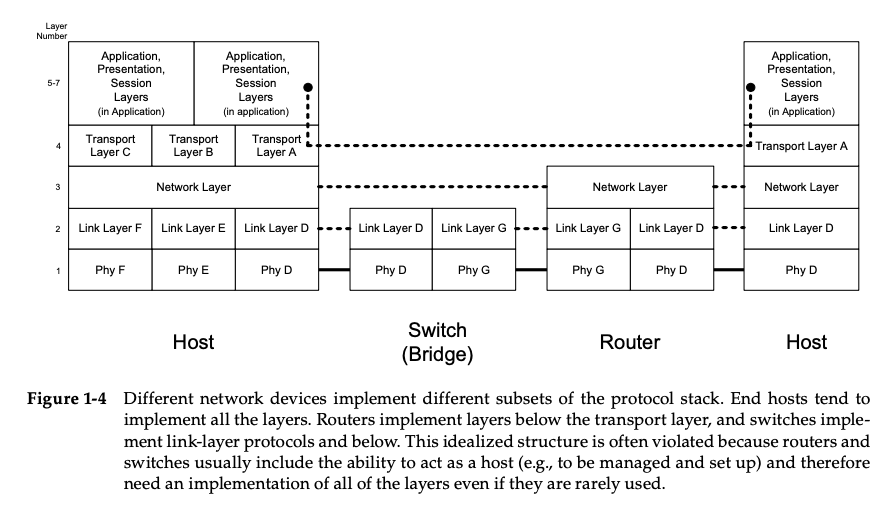 Layer
Number
5-7
Application,
Presentation,
Session
Layers
(in Application)
Application,
Presentation,
Session
Layers
(in application)
Application,
Presentation,
Session
Layers
(in Application)
4
Transport
Layer C
Transport
Layer B
Transport
Layer A
Transport Layer A
3
Network Layer
Network Layer
Network Layer
2
Link Layer F
Link Layer E
Link Layer D
Link Layer D
Link Layer G
Link Layer G
Link Layer D
Link Layer D
1
Phy F
Phy E
Phy D
Phy D
Phy G
Phy G
Phy D
Phy D
Host
Switch
(Bridge)
Router
Host
Figure 1-4 Different network devices implement different subsets of the protocol stack. End hosts tend to
implement all the layers. Routers implement layers below the transport layer, and switches imple-
ment link-layer protocols and below. This idealized structure is often violated because routers and
switches usually include the ability to act as a host (e.g., to be managed and set up) and therefore
need an implementation of all of the layers even if they are rarely used.